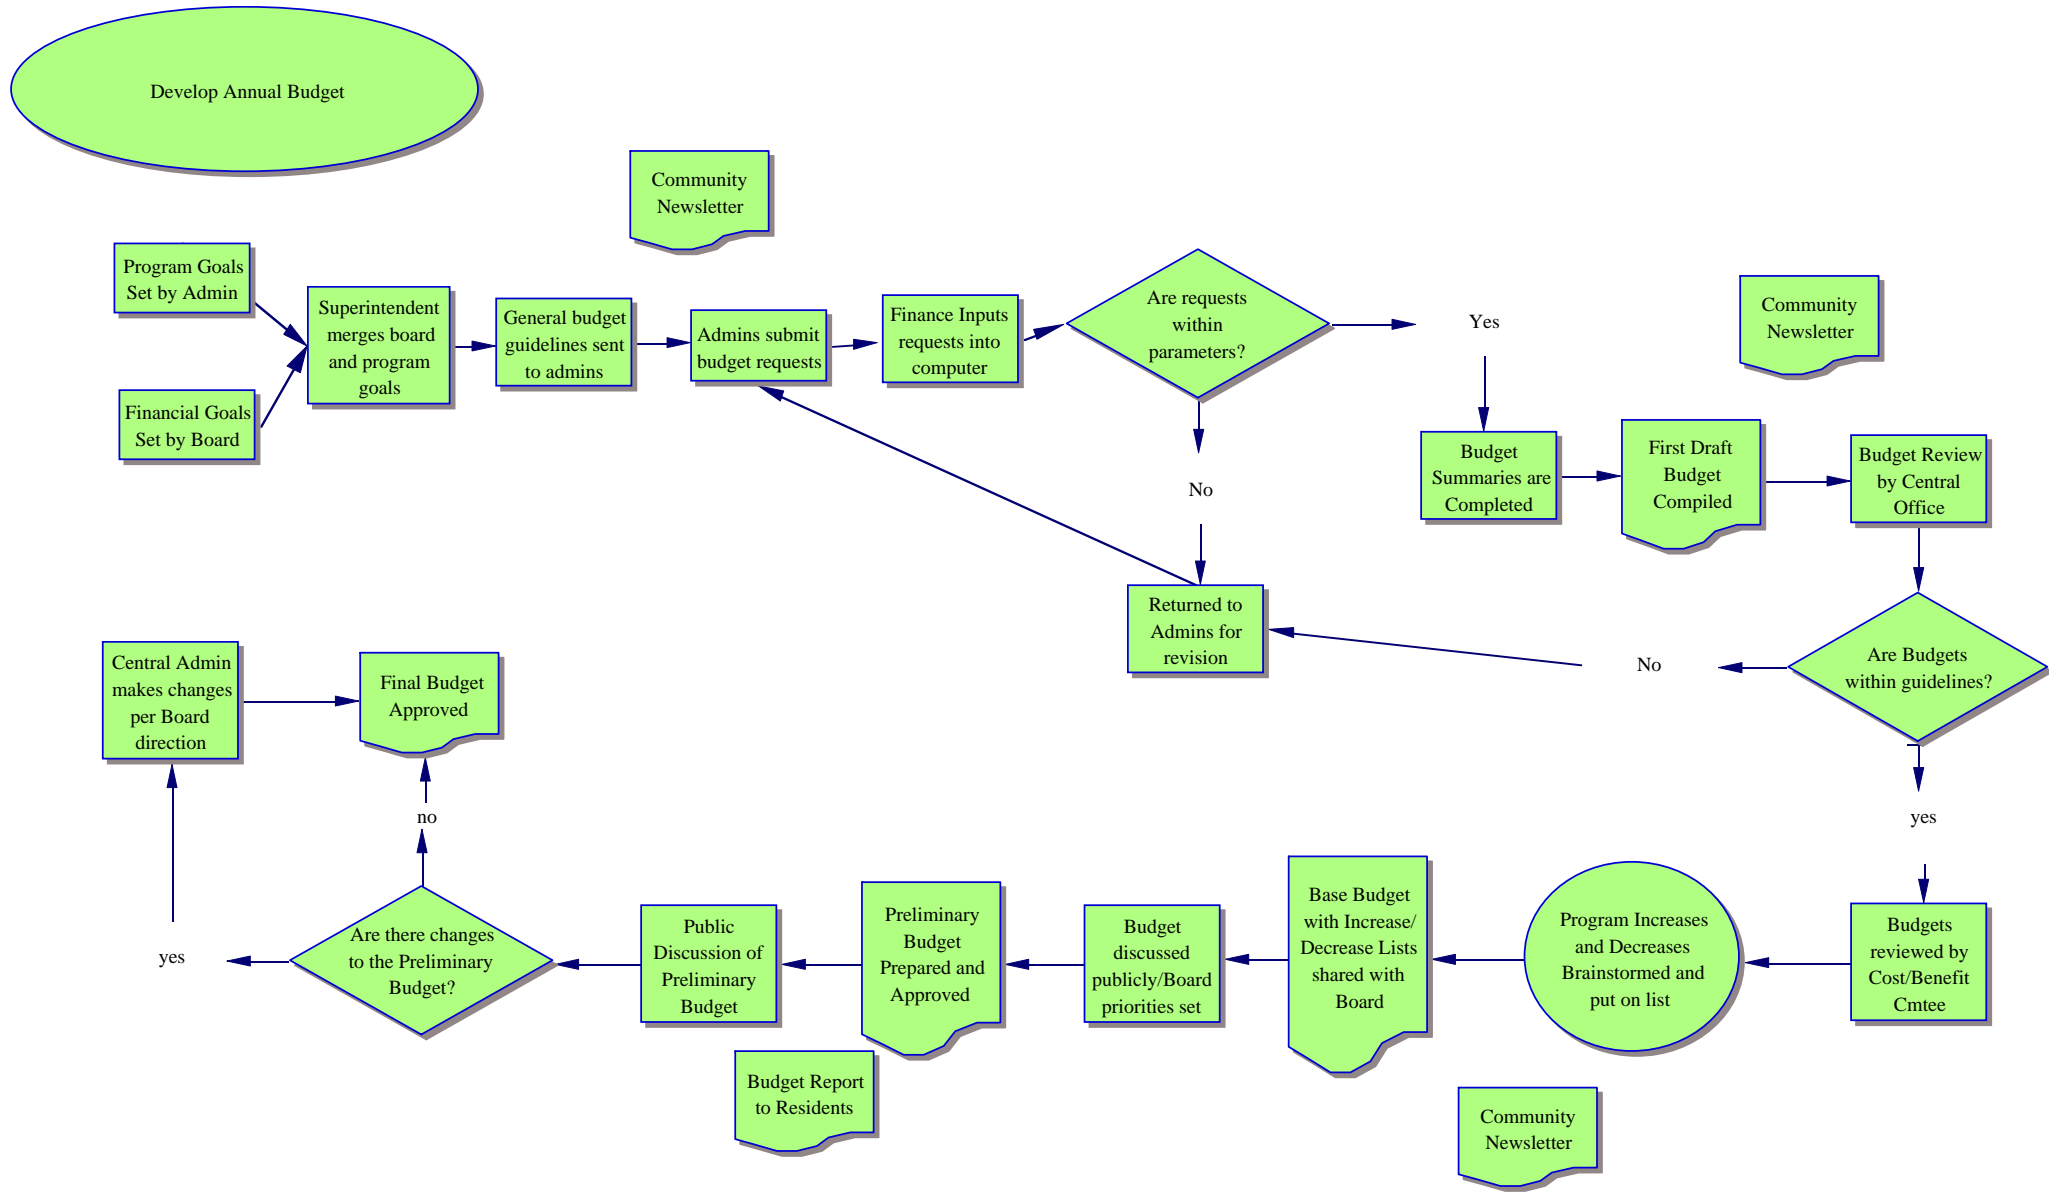 Develop Annual Budget
Community
Newsletter
Program Goals
Set by Admin
Financial Goals
Set by Board
Superintendent
merges board
and program
goals
General budget
guidelines sent
to admins
Admins submit
budget requests
Finance Inputs
requests into
computer
Are requests
within
parameters?
Yes
No
Community
Newsletter
Budget
Summaries are
Completed
First Draft
Budget
Compiled
Budget Review
by Central
Office
Returned to
Admins for
revision
No
Are Budgets
within guidelines?
yes
Central Admin
makes changes
per Board
direction
Final Budget
Approved
no
yes
Are there changes
to the Preliminary
Budget?
Public
Discussion of
Preliminary
Budget
Preliminary
Budget
Prepared and
Approved
Budget
discussed
publicly/Board
priorities set
Base Budget
with Increase/
Decrease Lists
shared with
Board
Program Increases
and Decreases
Brainstormed and
put on list
Budgets
reviewed by
Cost/Benefit
Cmtee
Budget Report
to Residents
Community
Newsletter